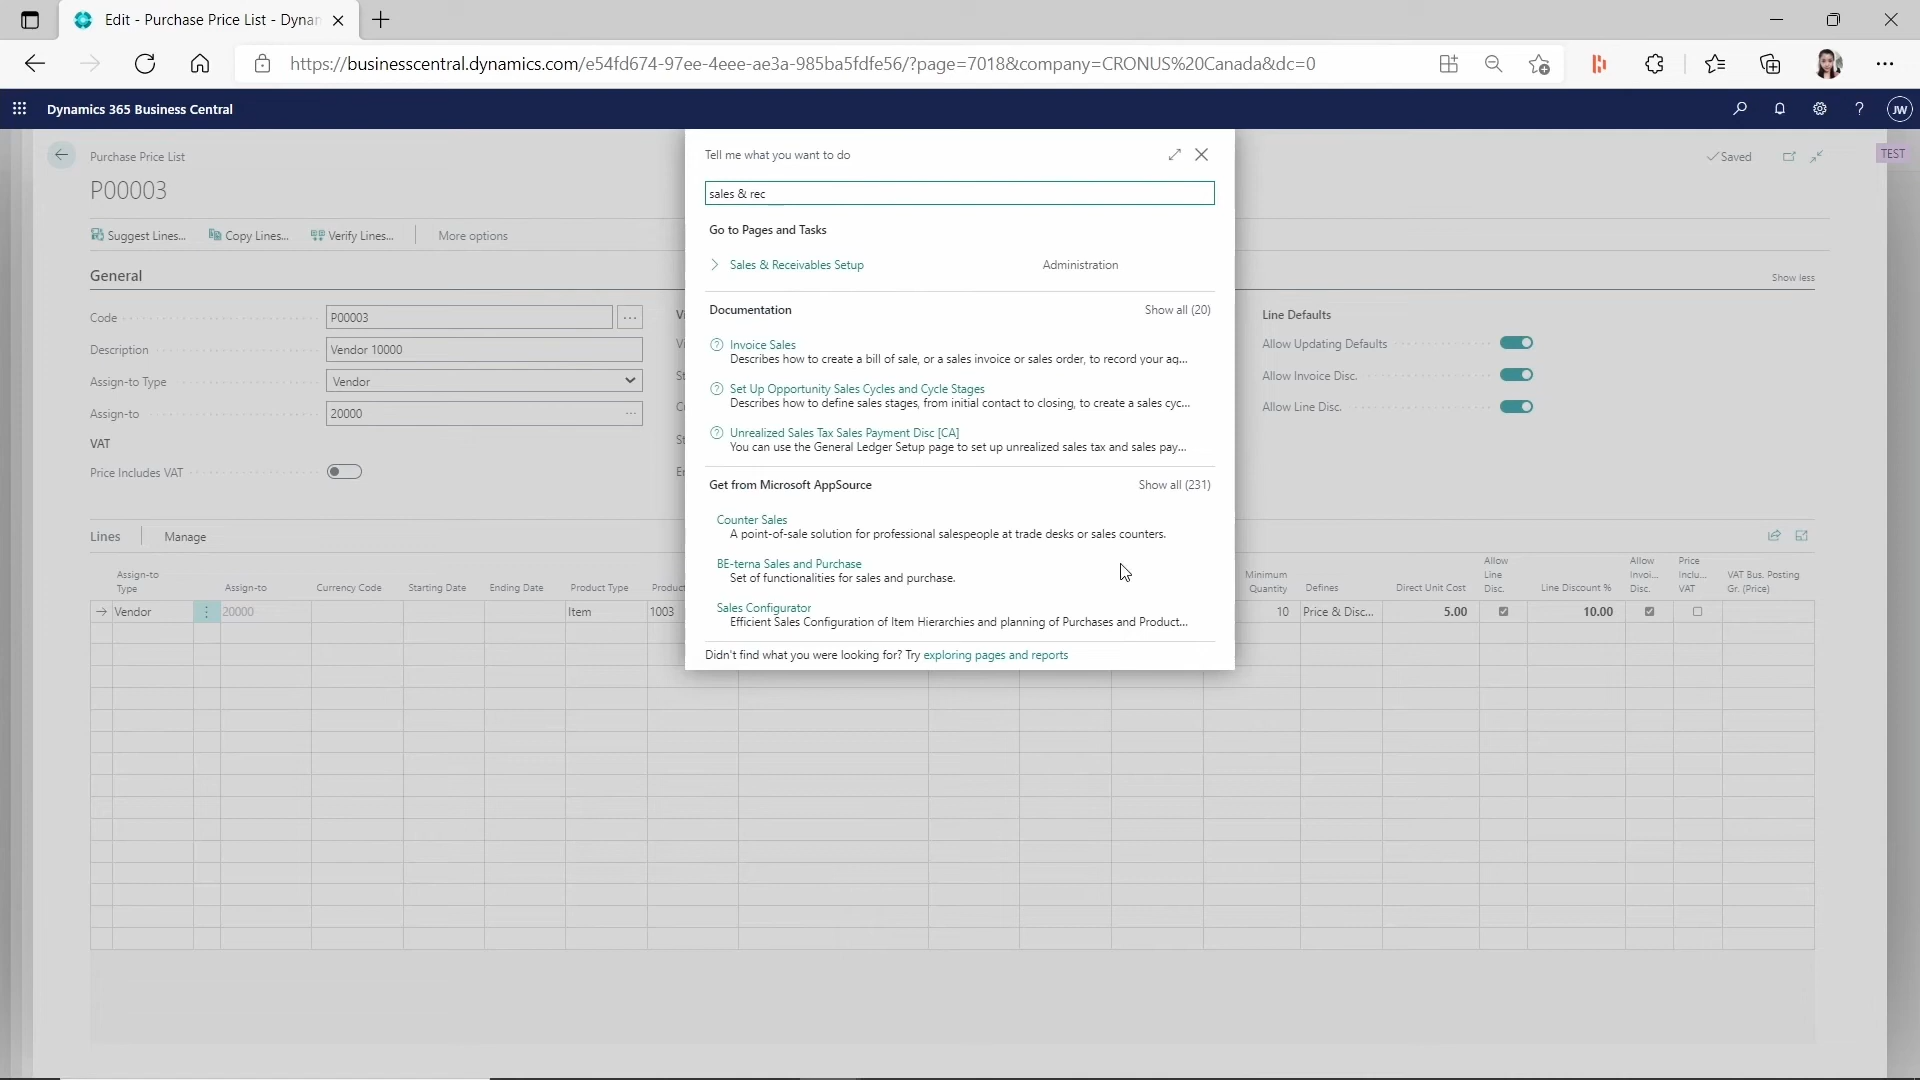 Edit - Purchase Price List - Dynan
https://businesscentral.dynamics.com/e54fd674-97ee-4eee-ae3a-985ba5fdfe56/?page=7018&company=CRONUS%20Canada&dc=0
Dynamics 365 Business Central
JW
Purchase Price List
Saved
TEST
P00003
Suggest Lines...
Copy Lines...
Verify Lines...
More options
General
Show less
Code
P00003
Description
Vendor 10000
Assign-to Type
Vendor
Assign-to
20000
VAT
Price Includes VAT
Line Defaults
Allow Updating Defaults
Allow Invoice Disc.
Allow Line Disc.
Tell me what you want to do
sales & rec
Go to Pages and Tasks
Sales & Receivables Setup
Administration
Documentation
Show all (20)
Invoice Sales
Describes how to create a bill of sale, or a sales invoice or sales order, to record your ag...
Set Up Opportunity Sales Cycles and Cycle Stages
Describes how to define sales stages, from initial contact to closing, to create a sales cyc...
Unrealized Sales Tax Sales Payment Disc [CA]
You can use the General Ledger Setup page to set up unrealized sales tax and sales pay...
Get from Microsoft AppSource
Show all (231)
Counter Sales
A point-of-sale solution for professional salespeople at trade desks or sales counters.
BE-terna Sales and Purchase
Set of functionalities for sales and purchase.
Sales Configurator
Efficient Sales Configuration of Item Hierarchies and planning of Purchases and Product...
Didn't find what you were looking for? Try exploring pages and reports
Lines
Manage
Assign-to
Type
Assign-to
Currency Code
Starting Date
Ending Date
Product Type
Produc
Minimum
Quantity
Defines
Direct Unit Cost
Allow
Line
Disc.
Line Discount %
Allow
Invoi...
Disc.
Price
Inclu...
VAT
VAT Bus. Posting
Gr. (Price)
Vendor
20000
Item
1003
10
Price & Disc...
5.00
10.00